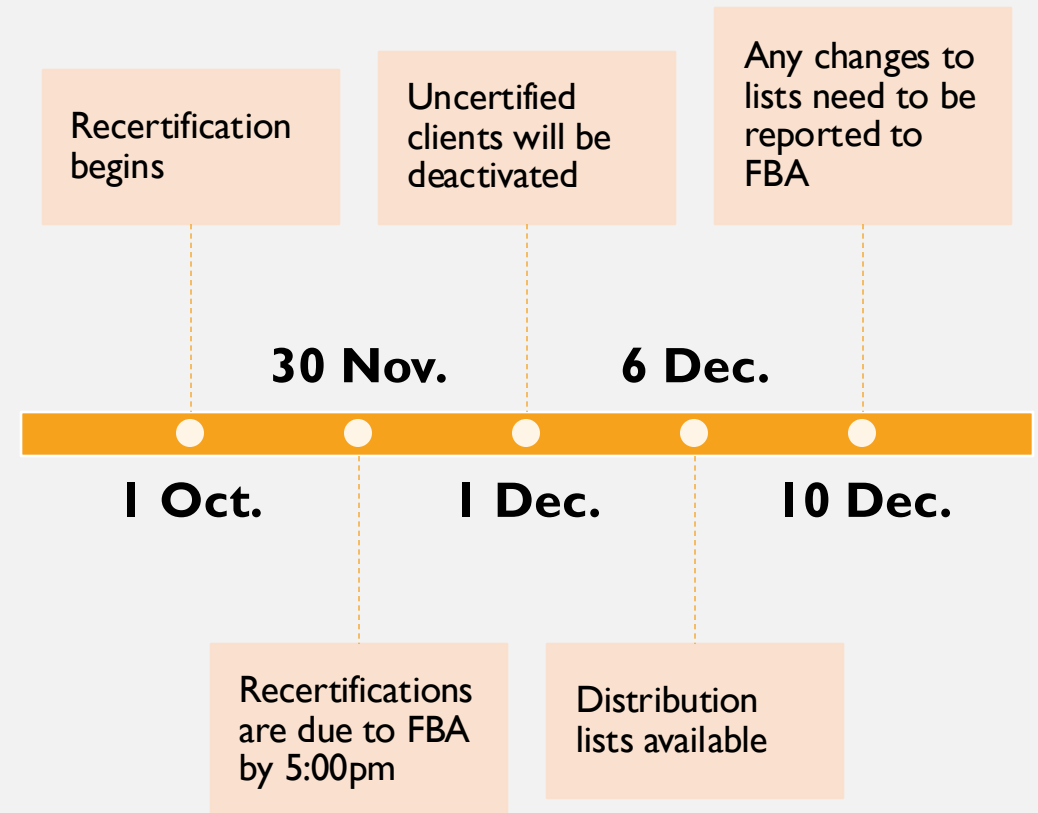 Recertification
begins
Uncertified
clients will be
deactivated
Any changes to
lists need to be
reported to
FBA
30 Nov.
6 Dec.
1 Oct.
1 Dec.
10 Dec.
Recertifications
are due to FBA
by 5:00pm
Distribution
lists available